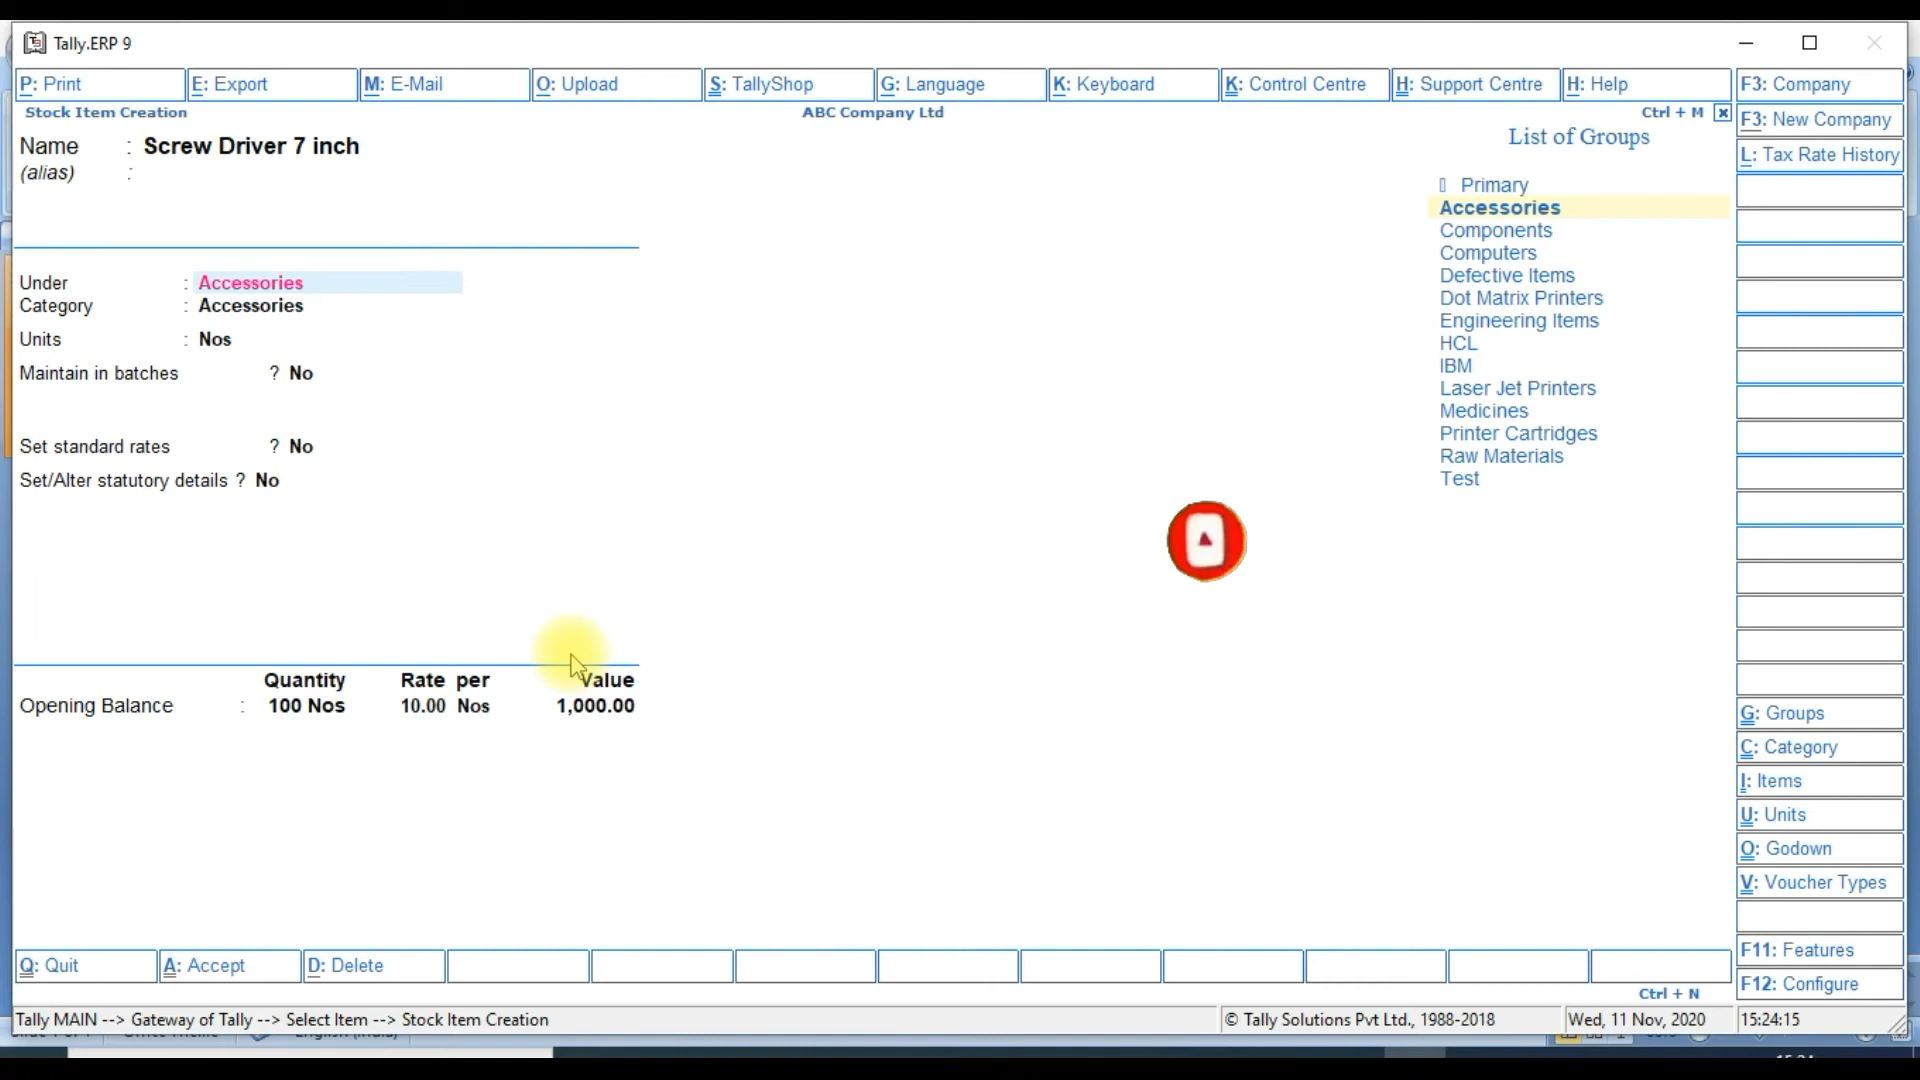 Tally.ERP 9
P: Print E: Export M: E-Mail O: Upload S: TallyShop G: Language K: Keyboard K: Control Centre H: Support Centre H: Help F3: Company
Stock Item Creation ABC Company Ltd Ctrl + M
F3: New Company
L: Tax Rate History
Name : Screw Driver 7 inch
(alias) :
List of Groups
Primary
Accessories
Components
Computers
Defective Items
Dot Matrix Printers
Engineering Items
HCL
IBM
Laser Jet Printers
Medicines
Printer Cartridges
Raw Materials
Test
Under : Accessories
Category : Accessories
Units : Nos
Maintain in batches ? No
Set standard rates ? No
Set/Alter statutory details ? No
Quantity Rate per Value
Opening Balance : 100 Nos 10.00 Nos 1,000.00
G: Groups
C: Category
I: Items
U: Units
O: Godown
V: Voucher Types
F11: Features
F12: Configure
Q: Quit A: Accept D: Delete
Ctrl + N
Tally MAIN --> Gateway of Tally --> Select Item --> Stock Item Creation © Tally Solutions Pvt Ltd., 1988-2018 Wed, 11 Nov, 2020 15:24:15